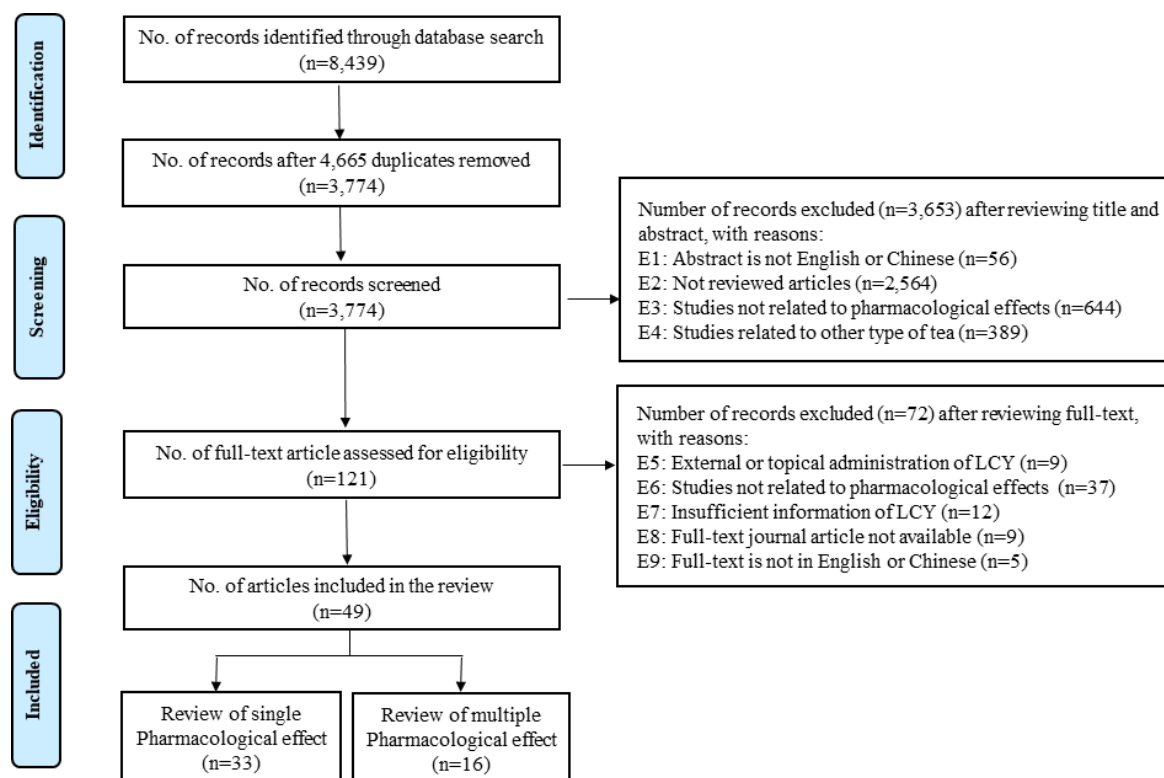 Identification
No. of records identified through database search
(n=8,439)
No. of records after 4,665 duplicates removed
(n=3,774)
Screening
No. of records screened
(n=3,774)
Number of records excluded (n=3,653) after reviewing title and
abstract, with reasons:
E1: Abstract is not English or Chinese (n=56)
E2: Not reviewed articles (n=2,564)
E3: Studies not related to pharmacological effects (n=644)
E4: Studies related to other type of tea (n=389)
Eligibility
No. of full-text article assessed for eligibility
(n=121)
Number of records excluded (n=72) after reviewing full-text,
with reasons:
E5: External or topical administration of LCY (n=9)
E6: Studies not related to pharmacological effects (n=37)
E7: Insufficient information of LCY (n=12)
E8: Full-text journal article not available (n=9)
E9: Full-text is not in English or Chinese (n=5)
No. of articles included in the review
(n=49)
Included
Review of single
Pharmacological effect
(n=33)
Review of multiple
Pharmacological effect
(n=16)